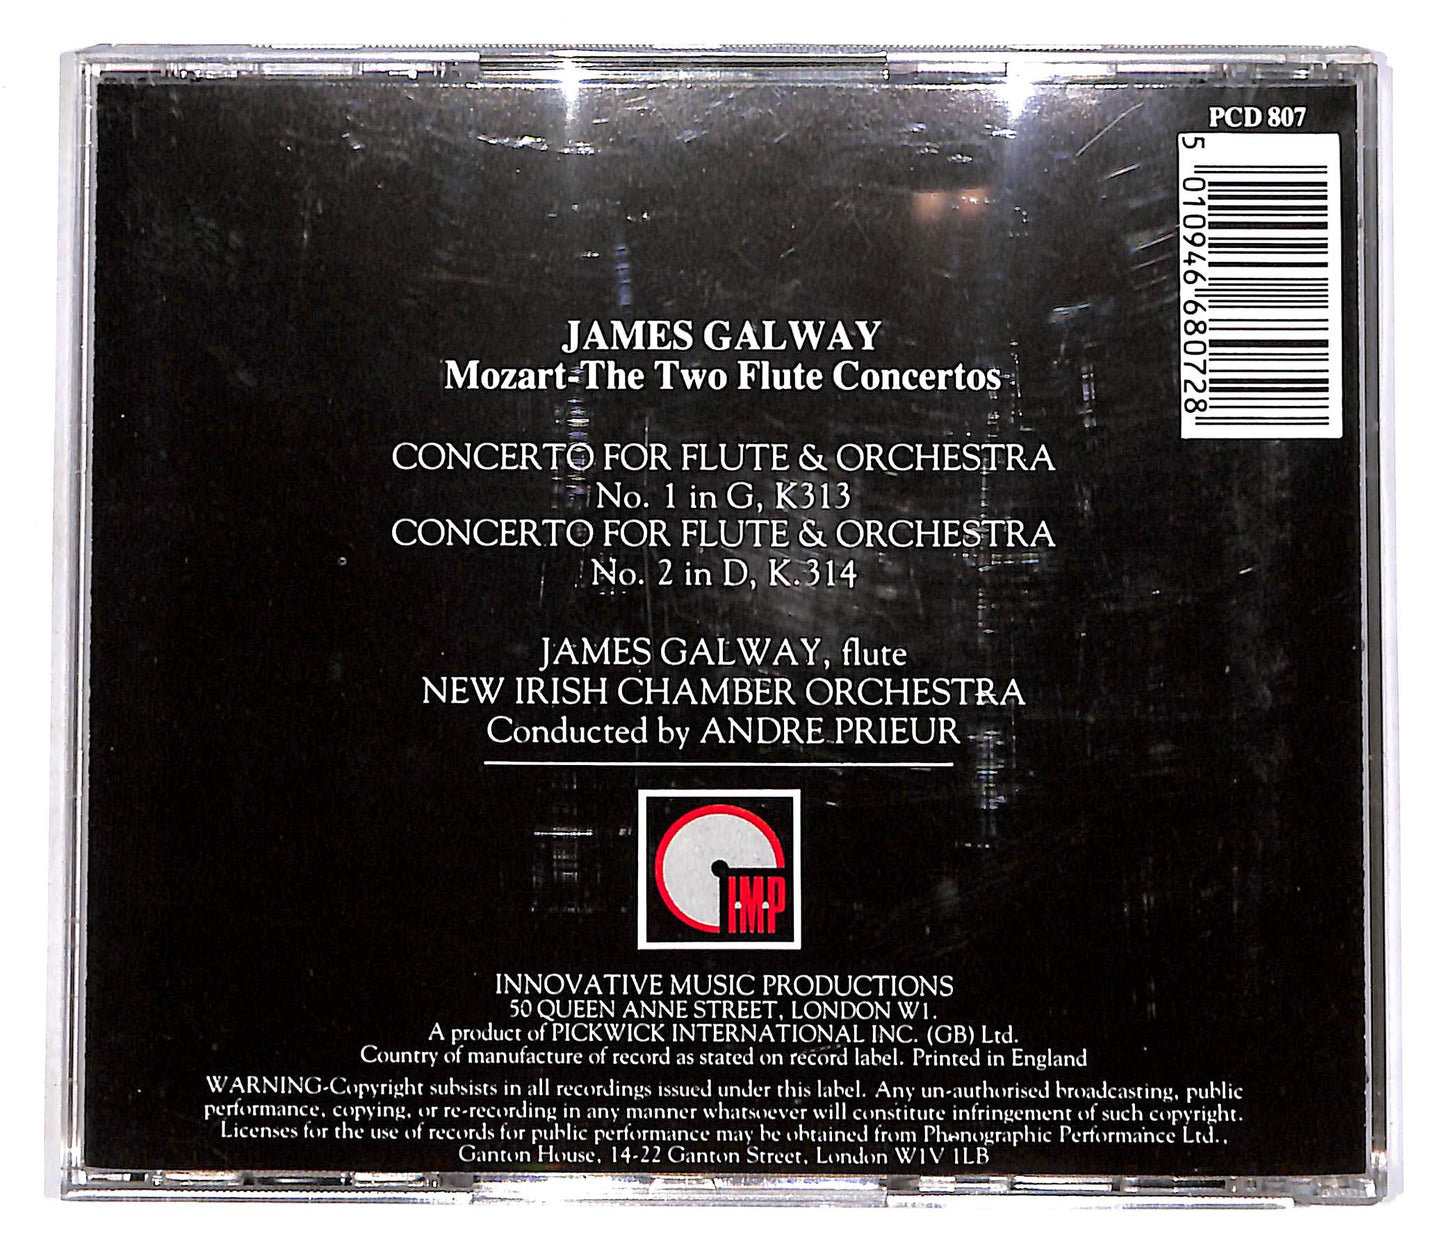 PCD 807
5 010946 680728
JAMES GALWAY
Mozart-The Two Flute Concertos
CONCERTO FOR FLUTE & ORCHESTRA
No. 1 in G, K313
CONCERTO FOR FLUTE & ORCHESTRA
No. 2 in D, K.314
JAMES GALWAY, flute
NEW IRISH CHAMBER ORCHESTRA
Conducted by ANDRE PRIEUR
I·M·P
INNOVATIVE MUSIC PRODUCTIONS
50 QUEEN ANNE STREET, LONDON W1.
A product of PICKWICK INTERNATIONAL INC. (GB) Ltd.
Country of manufacture of record as stated on record label. Printed in England
WARNING-Copyright subsists in all recordings issued under this label. Any un-authorised broadcasting, public
performance, copying, or re-recording in any manner whatsoever will constitute infringement of such copyright.
Licenses for the use of records for public performance may be obtained from Phonographic Performance Ltd.,
Ganton House, 14-22 Ganton Street, London W1V 1LB